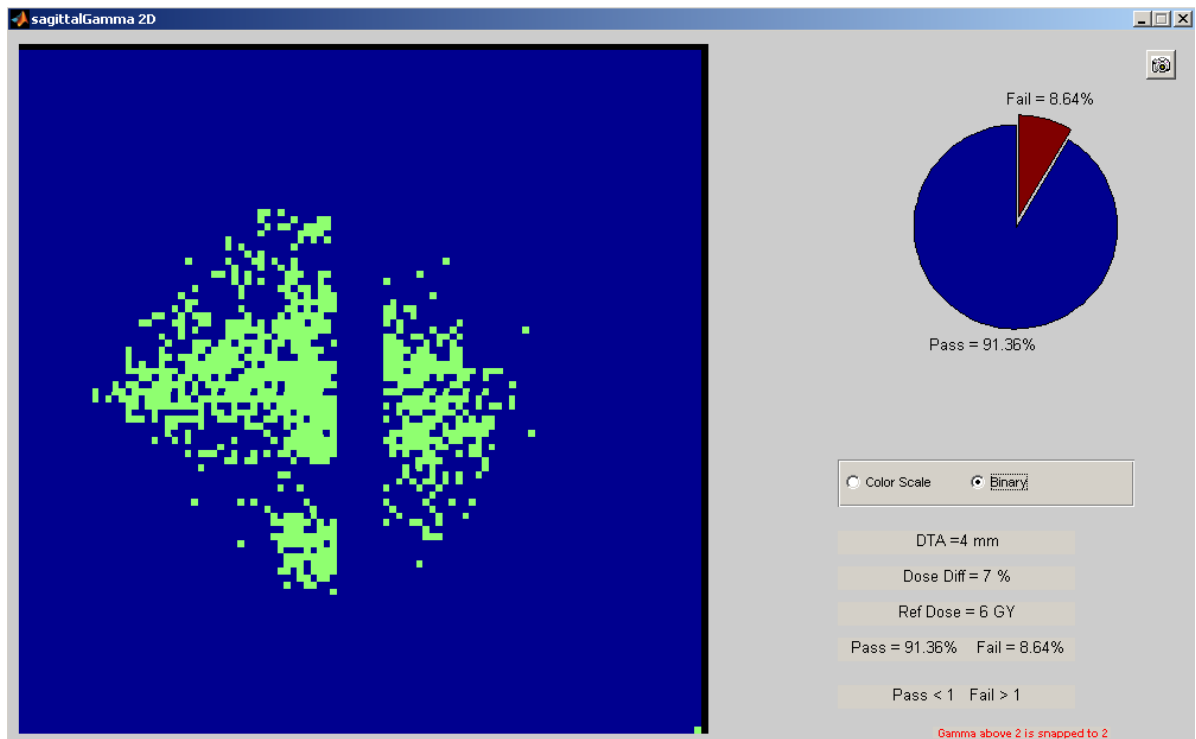 sagittalGamma 2D
Fail = 8.64%
Pass = 91.36%
Color Scale Binary
DTA =4 mm
Dose Diff = 7 %
Ref Dose = 6 GY
Pass = 91.36% Fail = 8.64%
Pass < 1 Fail > 1
Gamma above 2 is snapped to 2